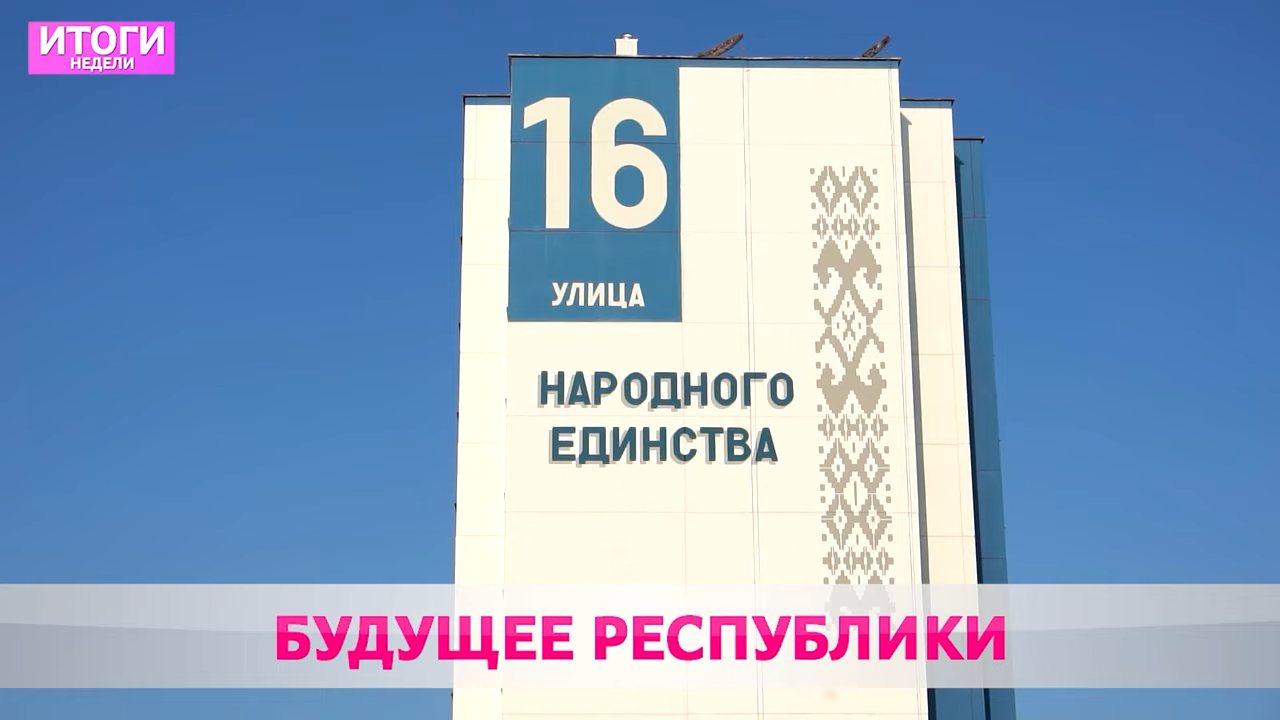 ИТОГИ
НЕДЕЛИ
16
УЛИЦА
НАРОДНОГО
ЕДИНСТВА
БУДУЩЕЕ РЕСПУБЛИКИ